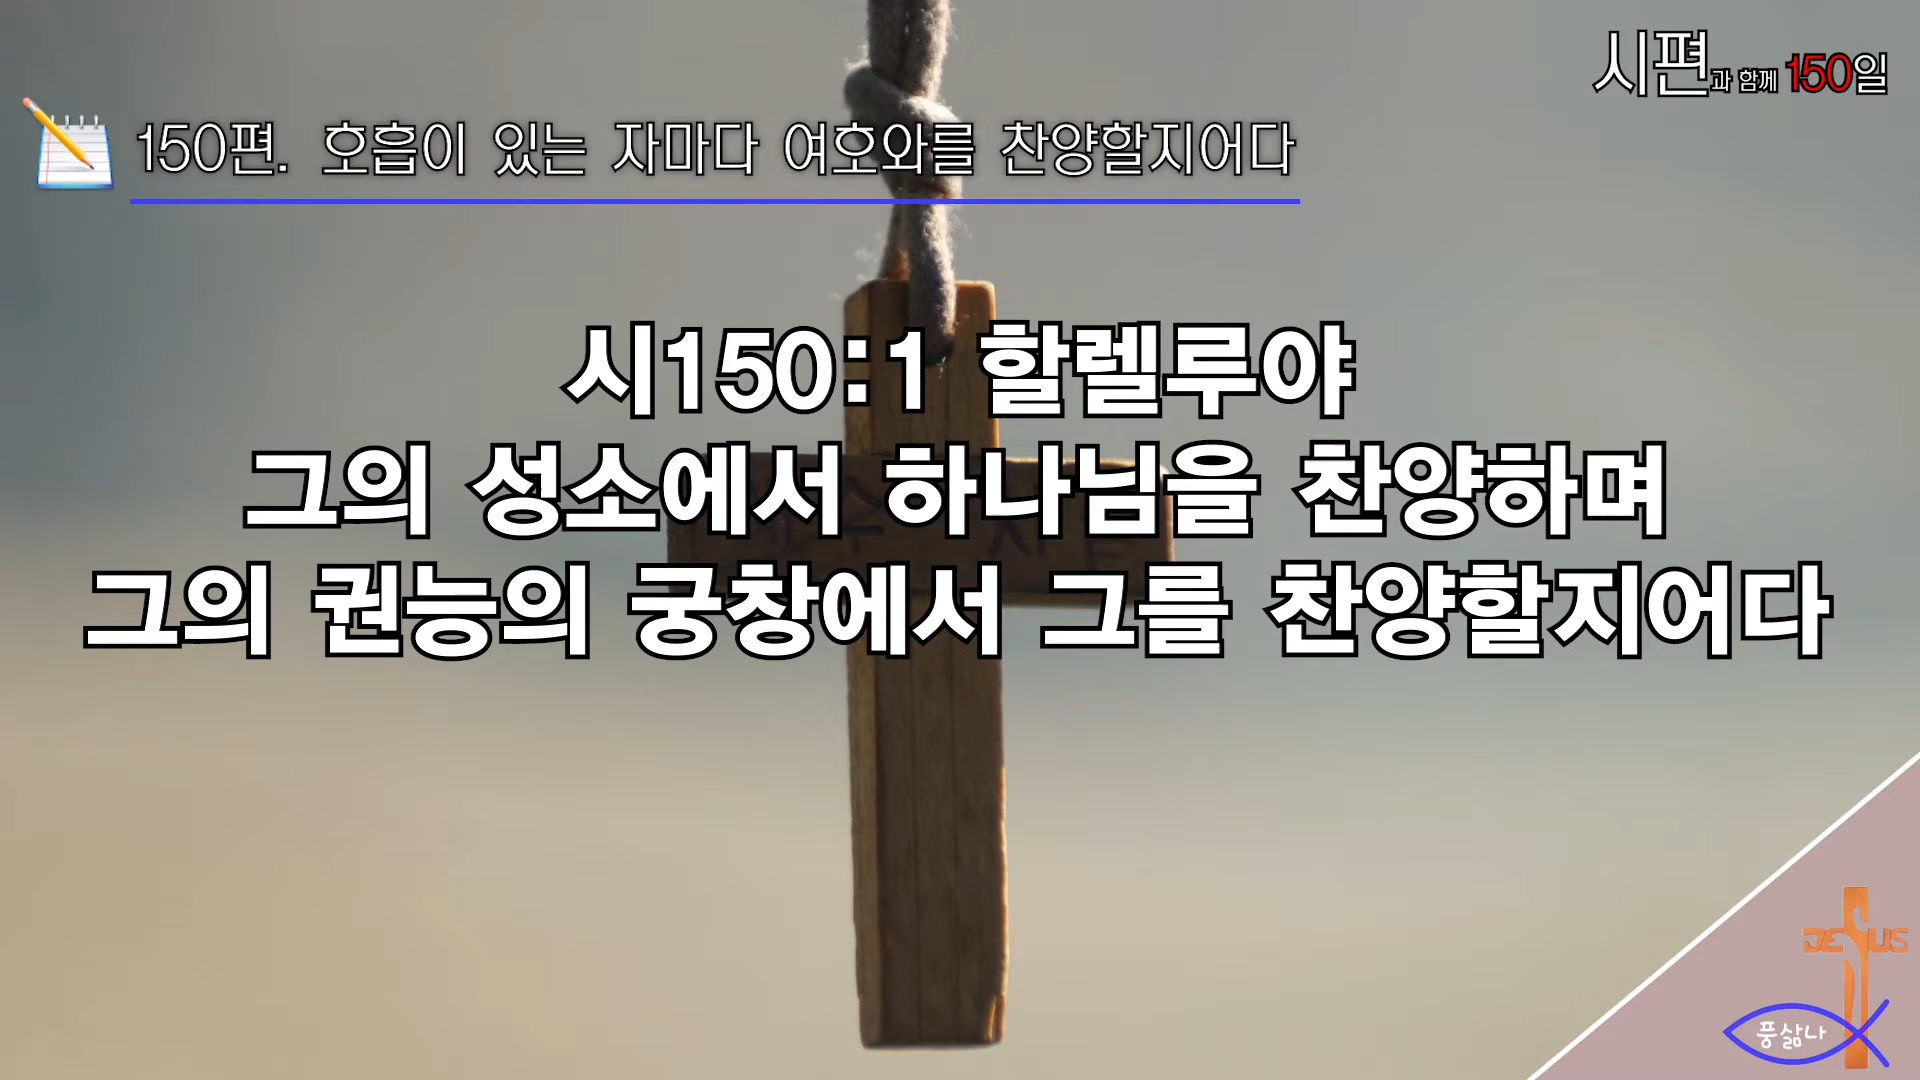 시편과 함께 150일
150편. 호흡이 있는 자마다 여호와를 찬양할지어다
시150:1 할렐루야
그의 성소에서 하나님을 찬양하며
그의 권능의 궁창에서 그를 찬양할지어다
JESUS
풍삶나